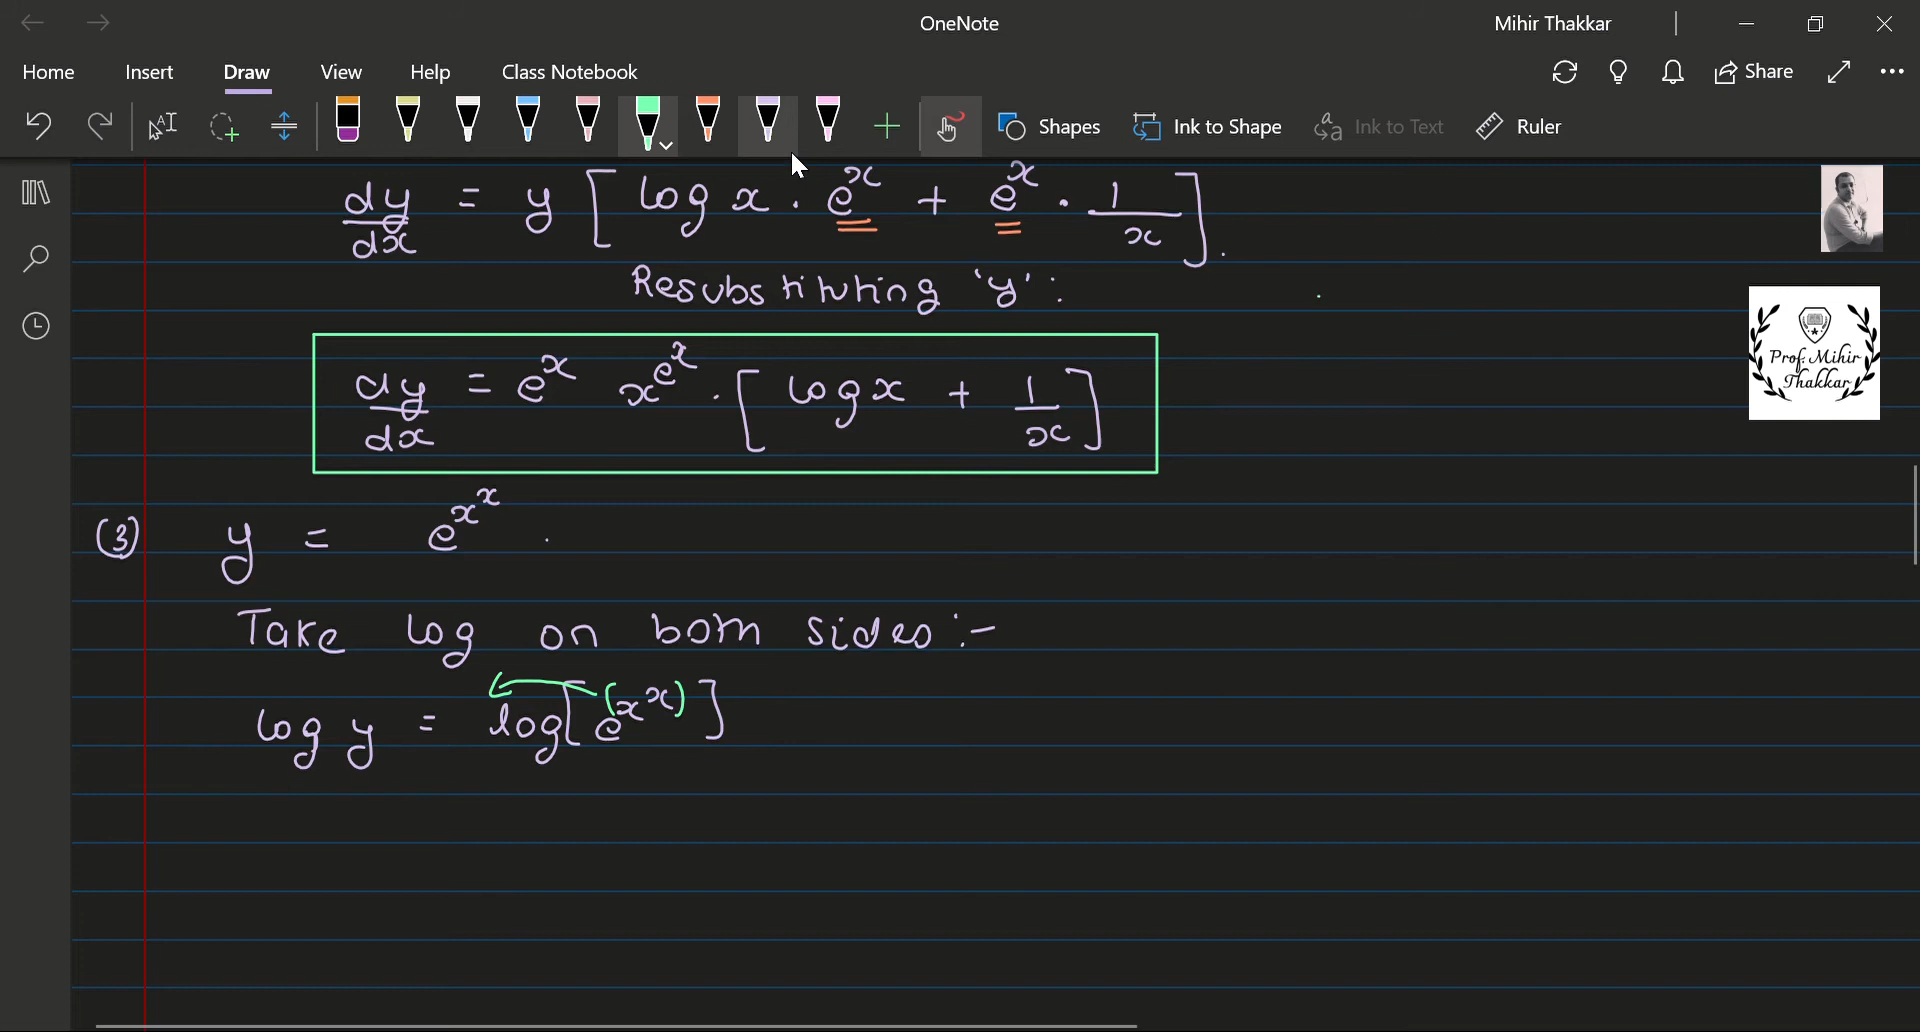 OneNote
Mihir Thakkar
Home Insert Draw View Help Class Notebook
Share
Shapes Ink to Shape Ink to Text Ruler
dy/dx = y [ log x . e^x + e^x . 1/x ].
Resubstituting 'y' :
Prof. Mihir
Thakkar
dy/dx = e^x x^e^x . [ log x + 1/x ]
(3) y = e^x^x .
Take log on both sides :-
log y = log[ e^(x^x) ]